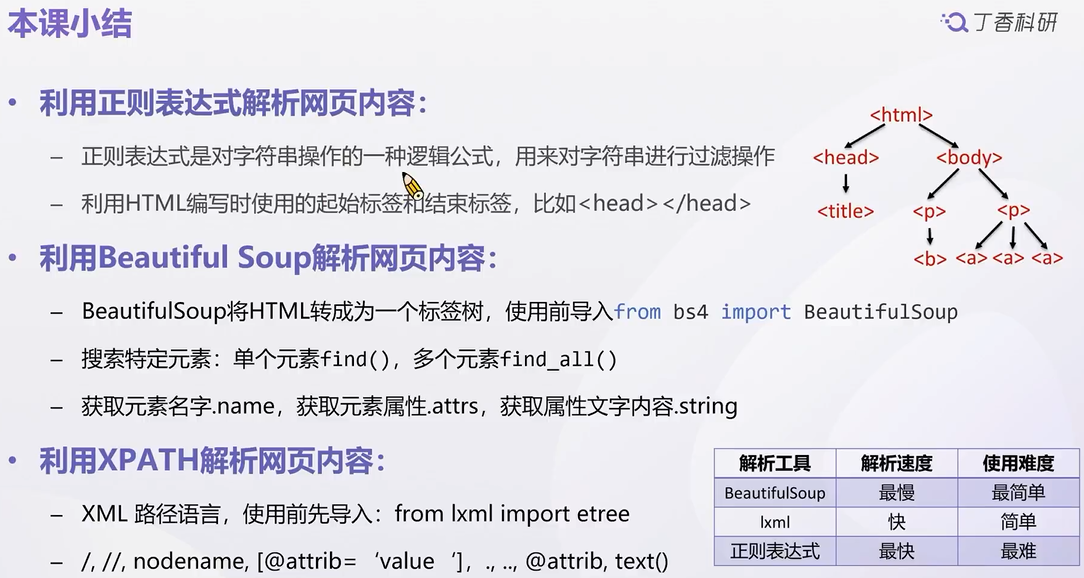 本课小结
丁香科研
• 利用正则表达式解析网页内容：
– 正则表达式是对字符串操作的一种逻辑公式，用来对字符串进行过滤操作
– 利用HTML编写时使用的起始标签和结束标签，比如<head></head>
<html>
<head> <body>
<title> <p> <p>
<b> <a> <a> <a>
• 利用Beautiful Soup解析网页内容：
– BeautifulSoup将HTML转成为一个标签树，使用前导入from bs4 import BeautifulSoup
– 搜索特定元素：单个元素find()，多个元素find_all()
– 获取元素名字.name，获取元素属性.attrs，获取属性文字内容.string
• 利用XPATH解析网页内容：
– XML 路径语言，使用前先导入：from lxml import etree
– /, //, nodename, [@attrib=‘value‘]，., .., @attrib, text()
解析工具 解析速度 使用难度
BeautifulSoup 最慢 最简单
lxml 快 简单
正则表达式 最快 最难